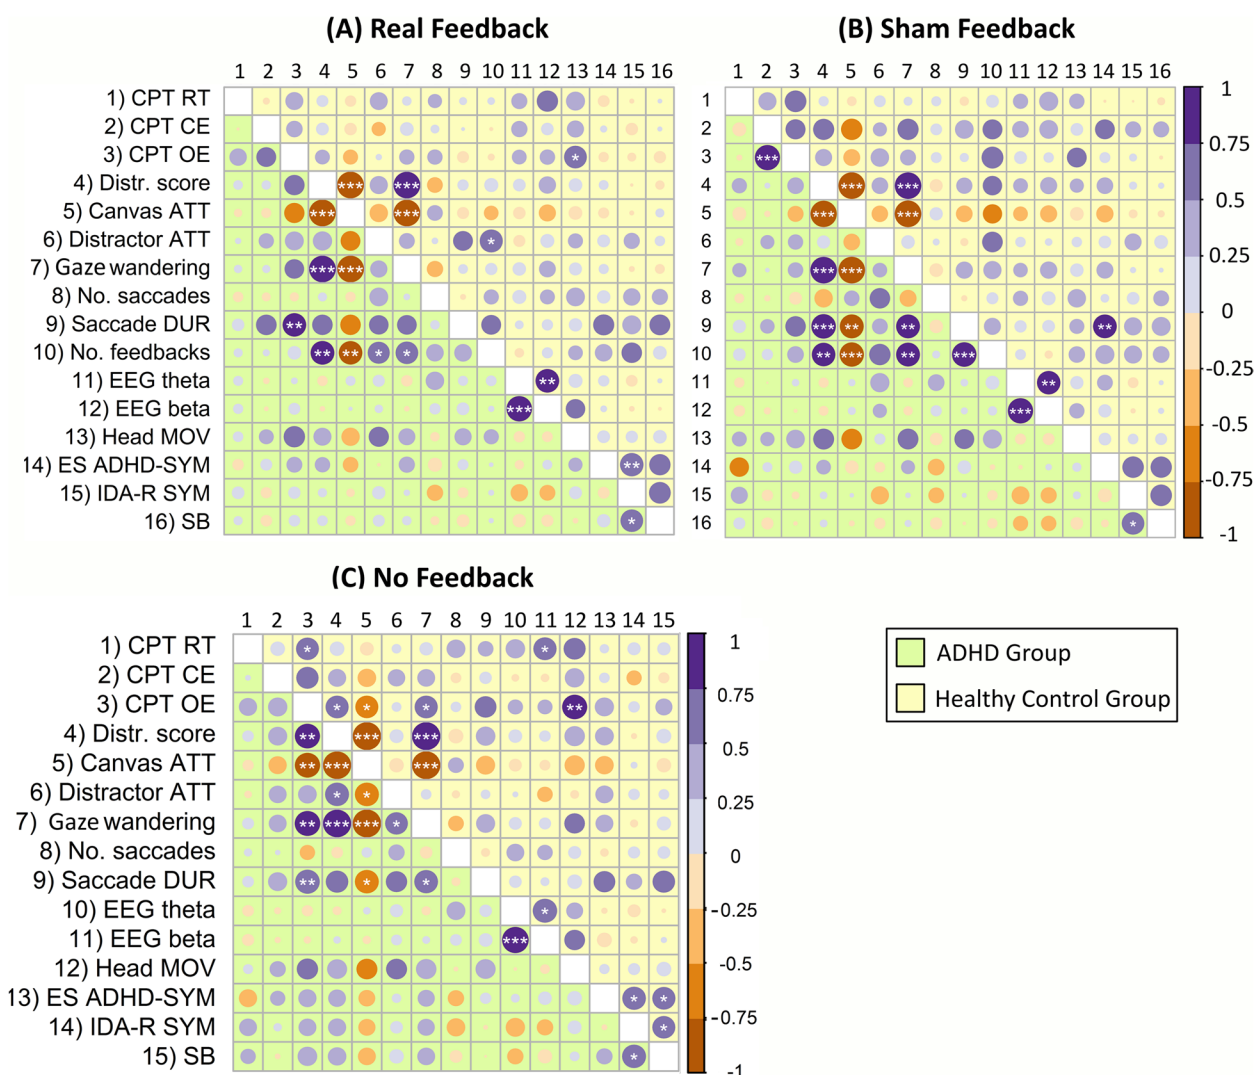 (A) Real Feedback
1 2 3 4 5 6 7 8 9 10 11 12 13 14 15 16
1) CPT RT
2) CPT CE
3) CPT OE *
4) Distr. score *** ***
5) Canvas ATT *** ***
6) Distractor ATT *
7) Gaze wandering *** ***
8) No. saccades
9) Saccade DUR **
10) No. feedbacks ** ** * *
11) EEG theta **
12) EEG beta ***
13) Head MOV
14) ES ADHD-SYM **
15) IDA-R SYM
16) SB *
(B) Sham Feedback
1 2 3 4 5 6 7 8 9 10 11 12 13 14 15 16
1
2
3 ***
4 *** ***
5 *** ***
6
7 *** ***
8
9 *** ** ** **
10 ** *** ** ***
11 **
12 ***
13
14
15
16 *
1
0.75
0.5
0.25
0
-0.25
-0.5
-0.75
-1
(C) No Feedback
1 2 3 4 5 6 7 8 9 10 11 12 13 14 15
1) CPT RT * *
2) CPT CE
3) CPT OE * * * **
4) Distr. score ** *** ***
5) Canvas ATT ** *** ***
6) Distractor ATT * *
7) Gaze wandering ** *** *** *
8) No. saccades
9) Saccade DUR ** * *
10) EEG theta *
11) EEG beta ***
12) Head MOV
13) ES ADHD-SYM * *
14) IDA-R SYM *
15) SB *
1
0.75
0.5
0.25
0
-0.25
-0.5
-0.75
-1
ADHD Group
Healthy Control Group